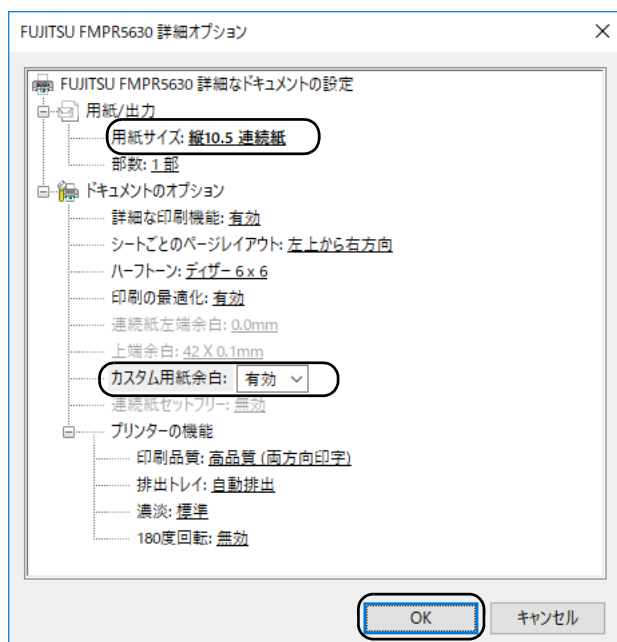 FUJITSU FMPR5630 詳細オプション
FUJITSU FMPR5630 詳細なドキュメントの設定
用紙/出力
用紙サイズ: 縦10.5 連続紙
部数: 1 部
ドキュメントのオプション
詳細な印刷機能: 有効
シートごとのページレイアウト: 左上から右方向
ハーフトーン: ディザー 6 x 6
印刷の最適化: 有効
連続紙左端余白: 0.0mm
上端余白: 42 X 0.1mm
カスタム用紙余白: 有効
連続紙セットフリー: 無効
プリンターの機能
印刷品質: 高品質 (両方向印字)
排出トレイ: 自動排出
濃淡: 標準
180度回転: 無効
OK キャンセル